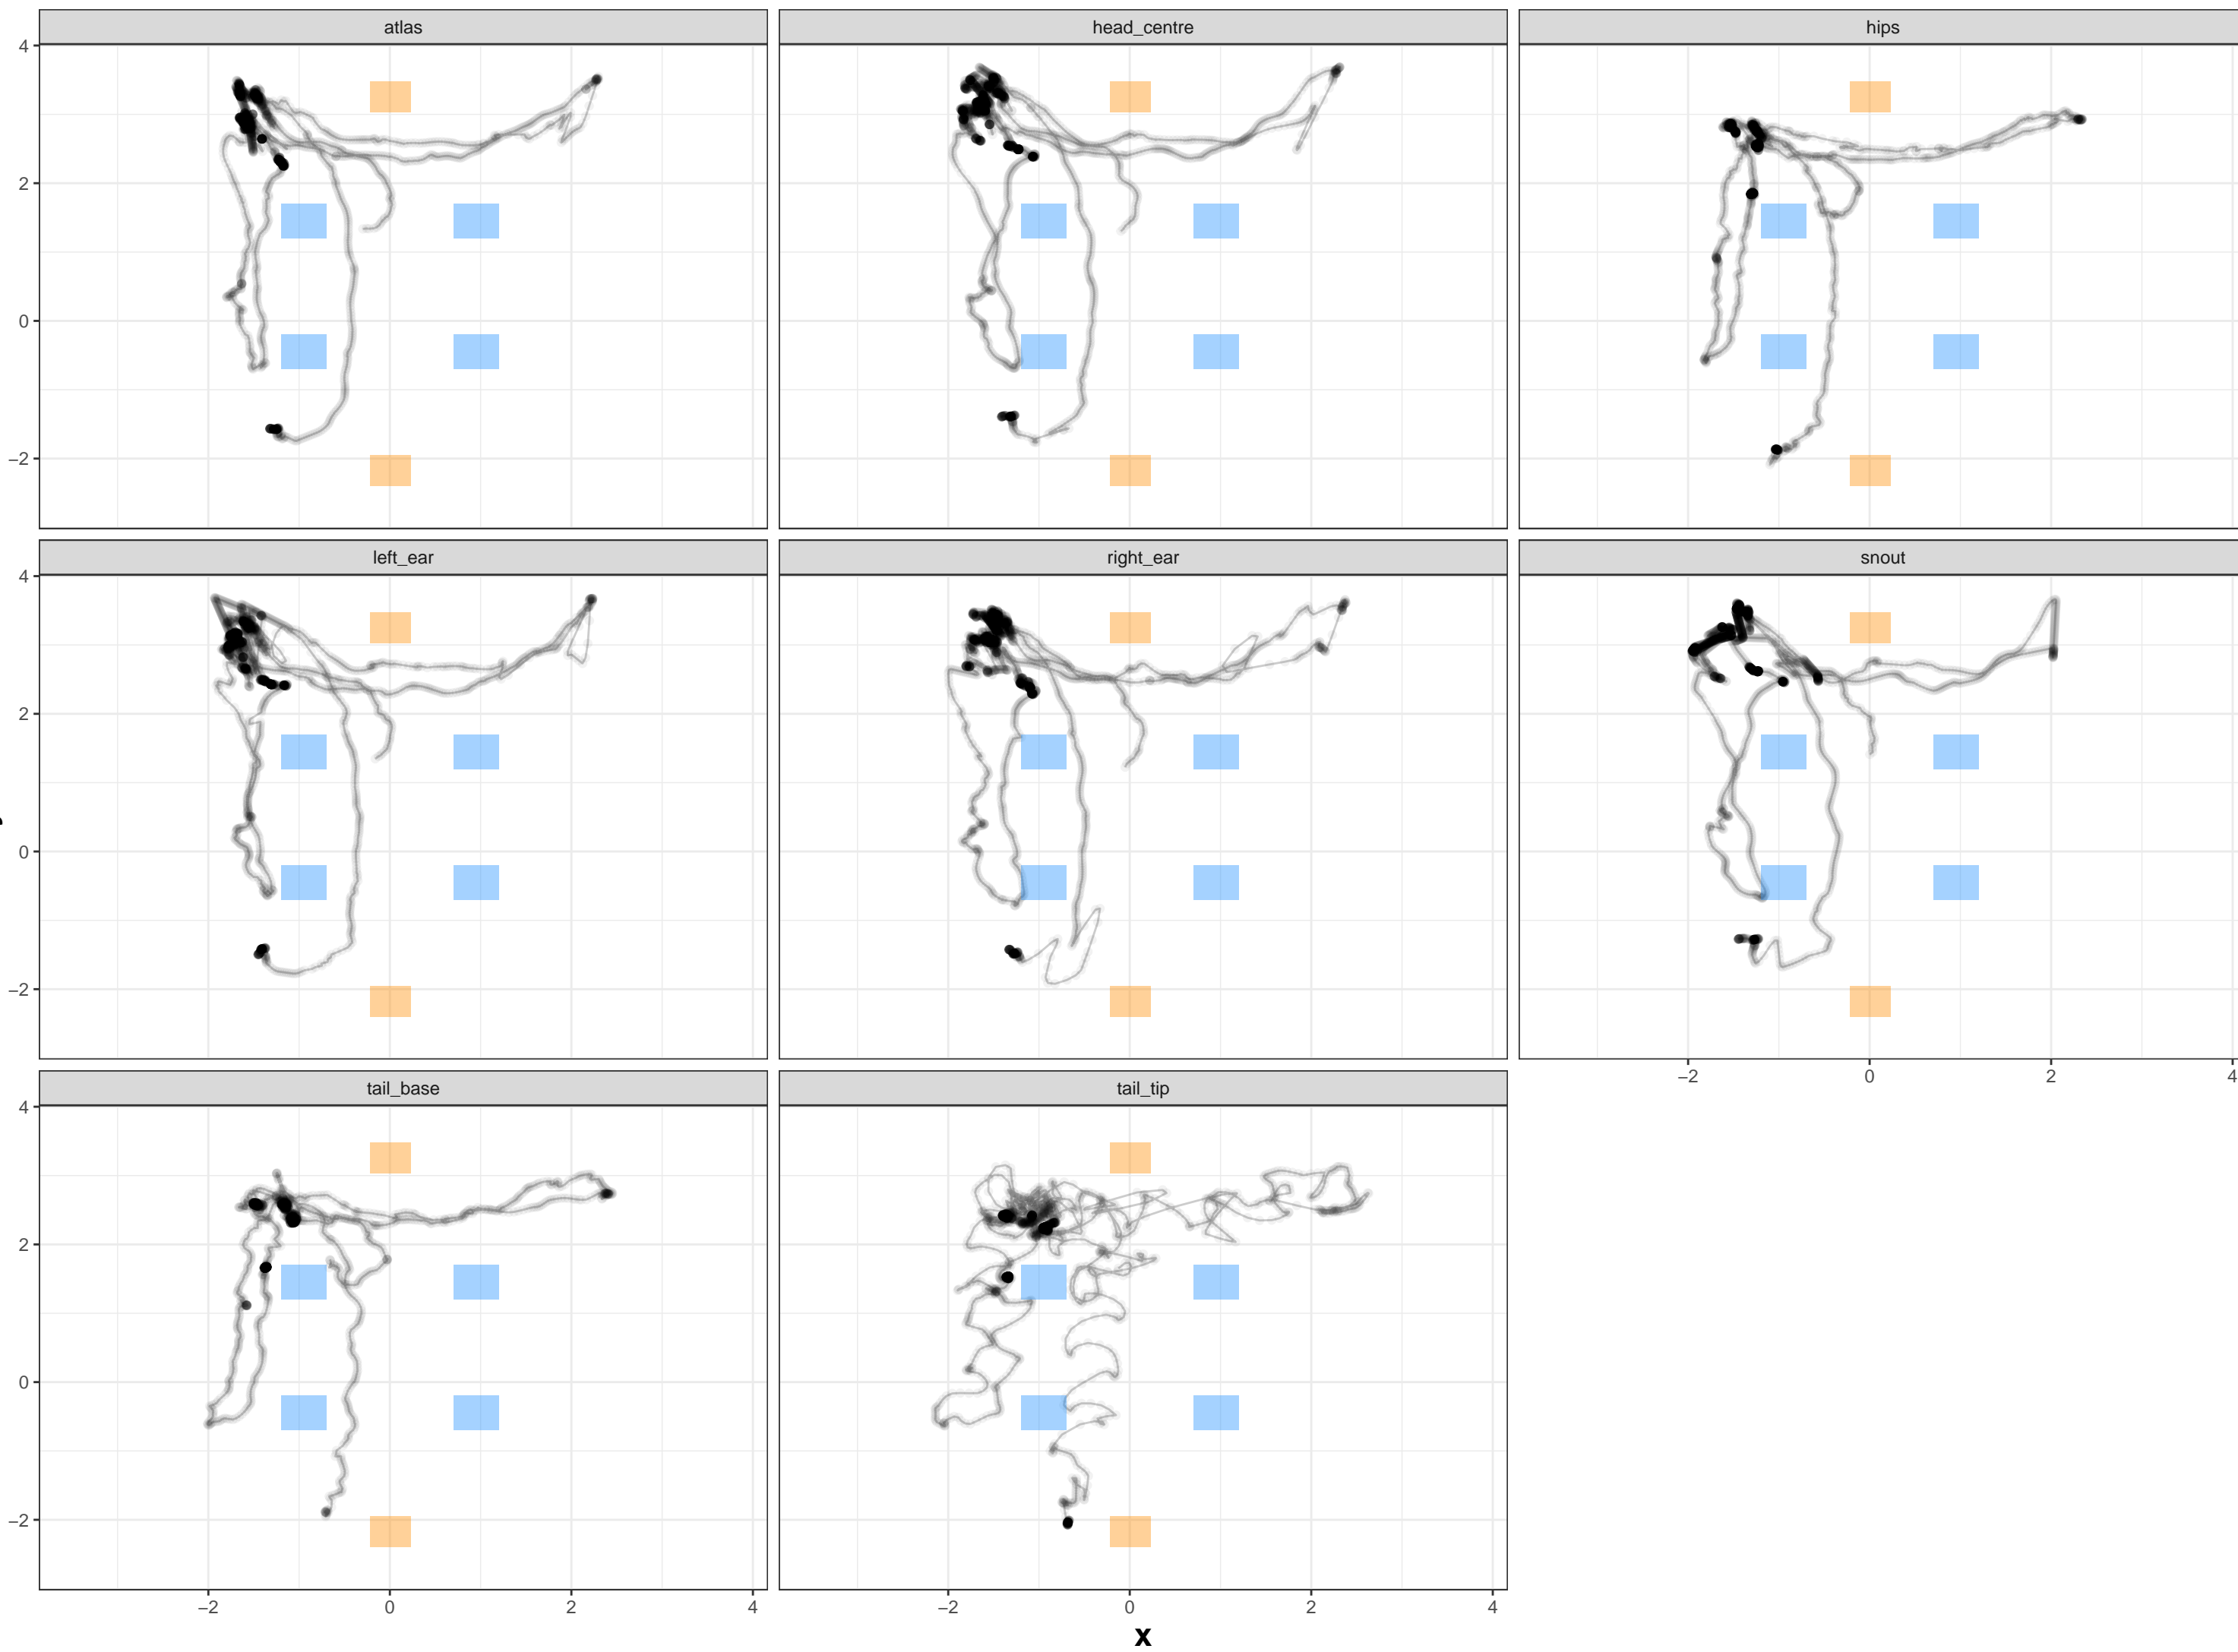 atlas head_centre hips
4
2
0
−2
left_ear right_ear snout
4
2
0
−2
−2 0 2 4
tail_base tail_tip
4
2
0
−2
−2 0 2 4 −2 0 2 4
x